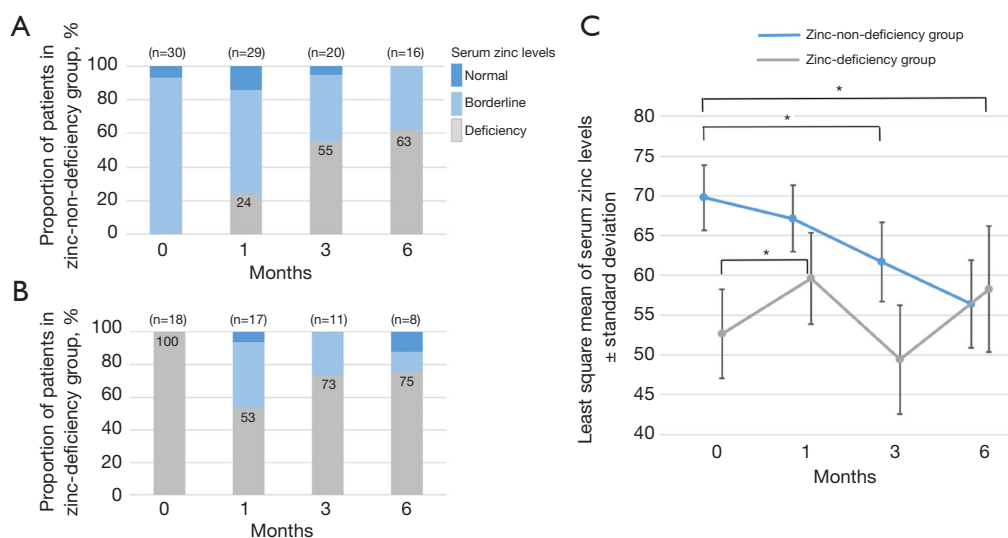 A
Proportion of patients in
zinc-non-deficiency group, %
(n=30) (n=29) (n=20) (n=16)
Serum zinc levels
Normal
Borderline
Deficiency
100
80
60
40
20
0
24
55
63
0 1 3 6
Months
B
Proportion of patients in
zinc-deficiency group, %
(n=18) (n=17) (n=11) (n=8)
100
80
60
40
20
0
100
53
73
75
0 1 3 6
Months
C
Zinc-non-deficiency group
Zinc-deficiency group
Least square mean of serum zinc levels
± standard deviation
80
75
70
65
60
55
50
45
40
*
*
*
0 1 3 6
Months